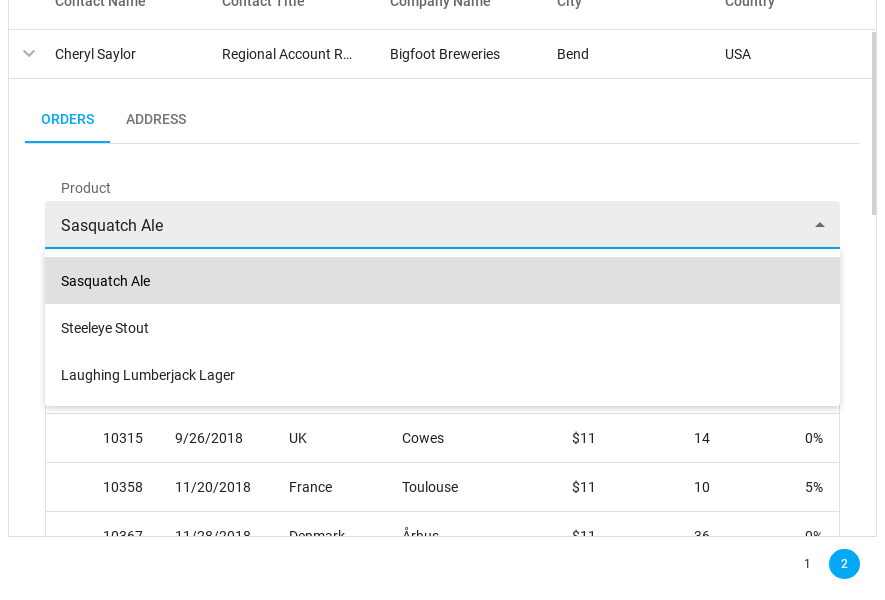 Contact Name Contact Title Company Name City Country
Cheryl Saylor Regional Account R... Bigfoot Breweries Bend USA
ORDERS ADDRESS
Product
Sasquatch Ale
Sasquatch Ale
Steeleye Stout
Laughing Lumberjack Lager
10315 9/26/2018 UK Cowes $11 14 0%
10358 11/20/2018 France Toulouse $11 10 5%
10367 11/28/2018 Denmark Århus $11 36 0%
1 2